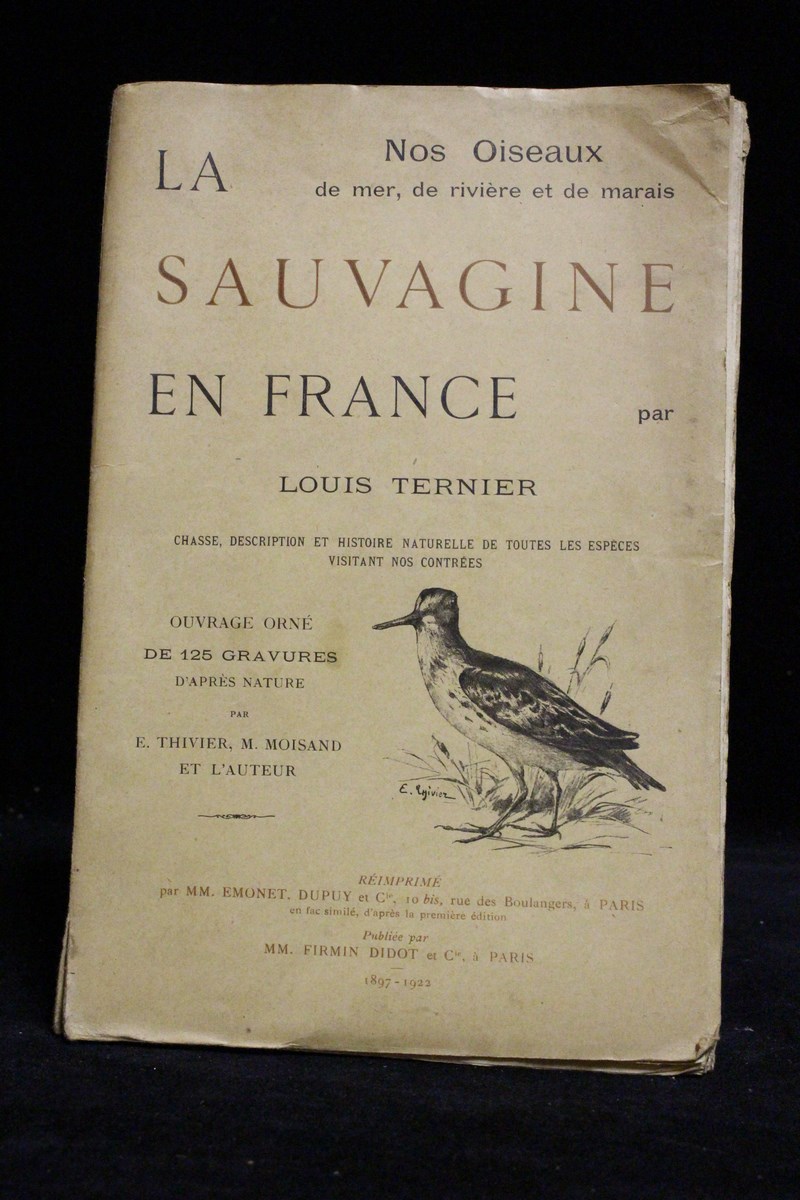 Nos Oiseaux
LA
de mer, de rivière et de marais
SAUVAGINE
EN FRANCE
par
LOUIS TERNIER
CHASSE, DESCRIPTION ET HISTOIRE NATURELLE DE TOUTES LES ESPÈCES
VISITANT NOS CONTRÉES
OUVRAGE ORNÉ
DE 125 GRAVURES
D'APRÈS NATURE
PAR
E. THIVIER, M. MOISAND
ET L'AUTEUR
E. Thivier
RÉIMPRIMÉ
par MM. EMONET, DUPUY et Cie, 10 bis, rue des Boulangers, à PARIS
en fac similé, d'après la première édition
Publiée par
MM. FIRMIN DIDOT et Cie, à PARIS
1897-1922